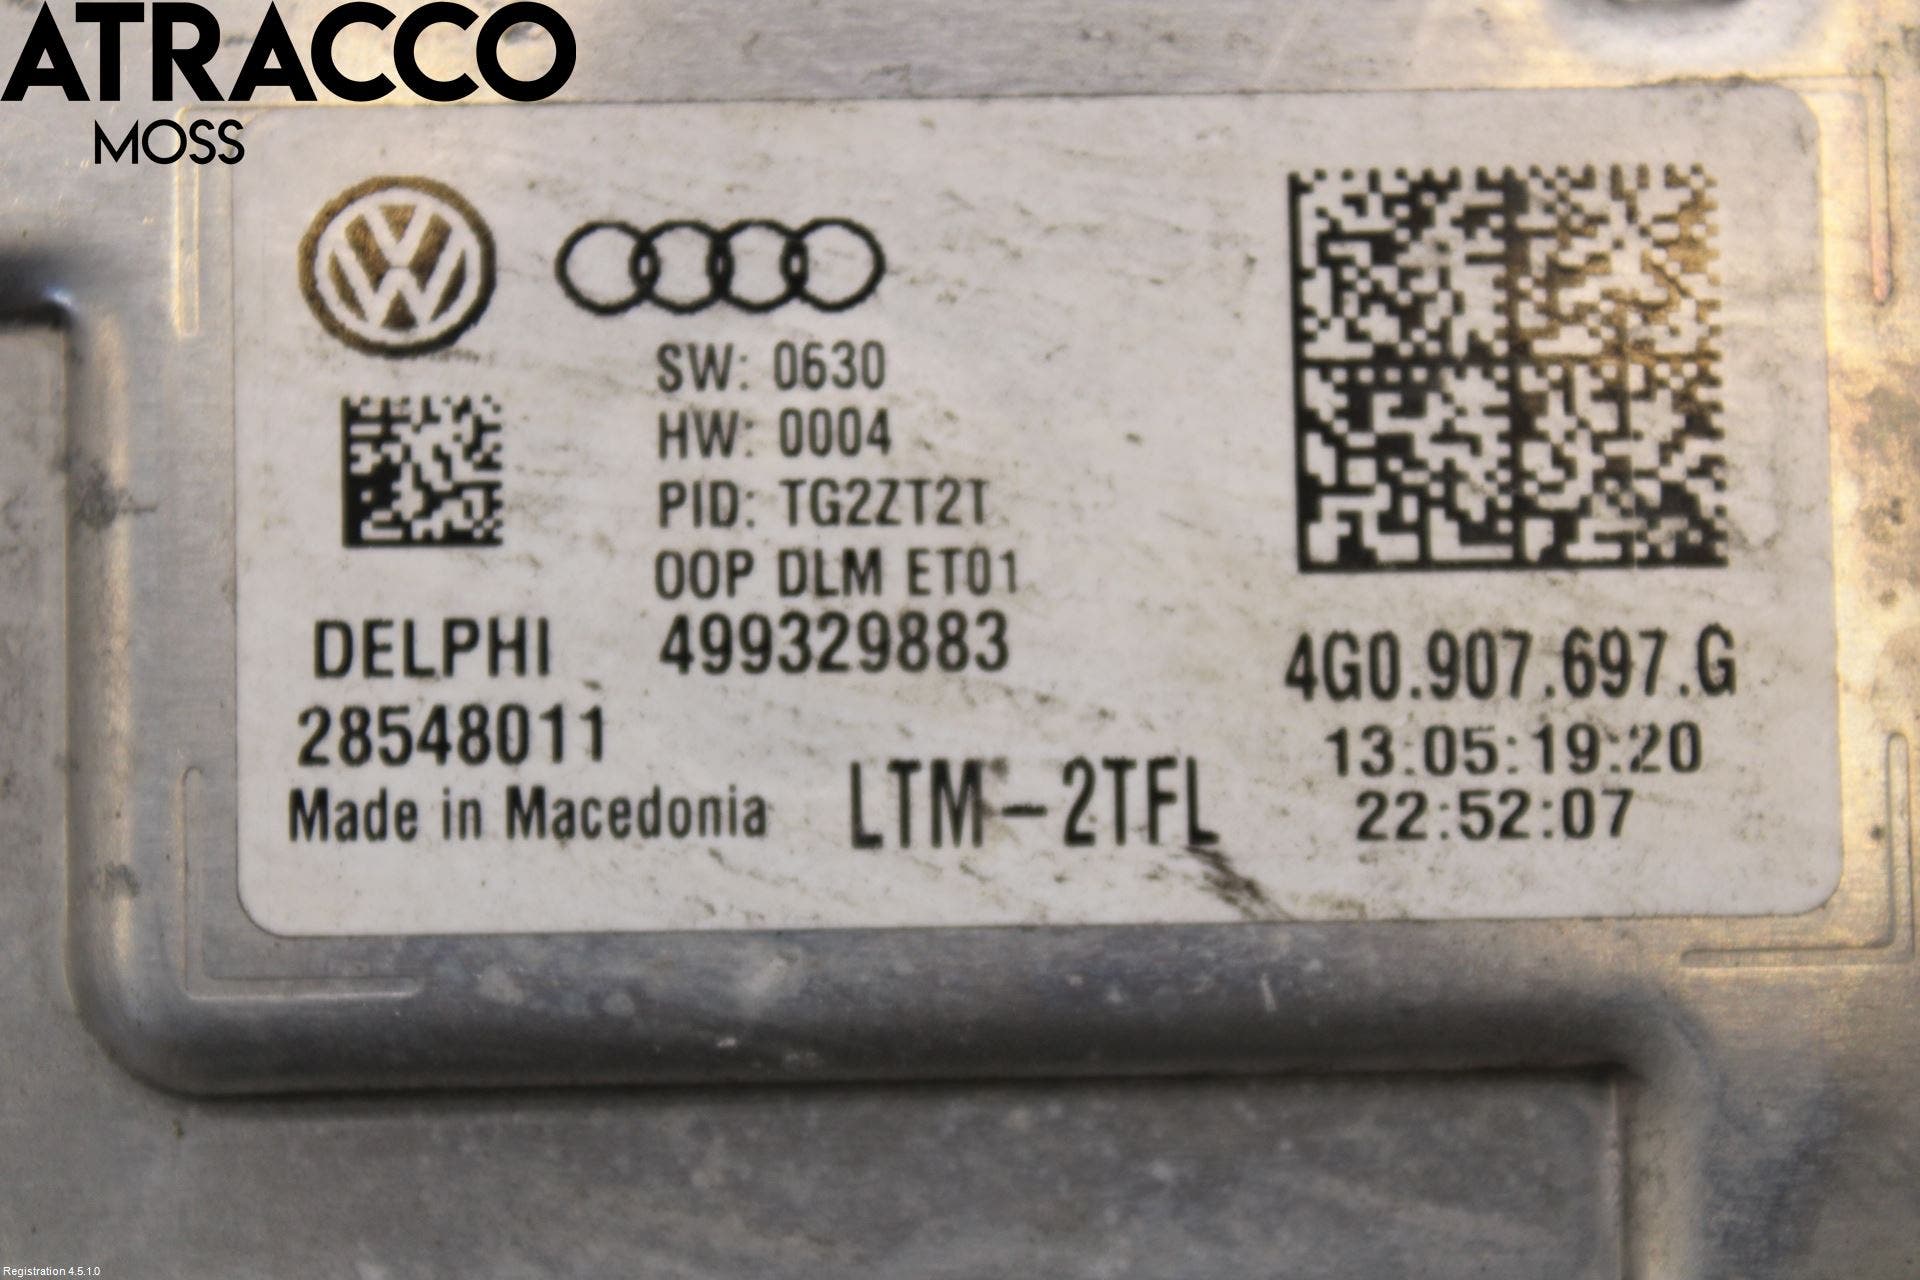 ATRACCO
MOSS
SW: 0630
HW: 0004
PID: TG2ZT2T
00P DLM ET01
499329883
DELPHI
28548011
Made in Macedonia
LTM-2TFL
4G0.907.697.G
13:05:19:20
22:52:07
Registration 4.5.1.0